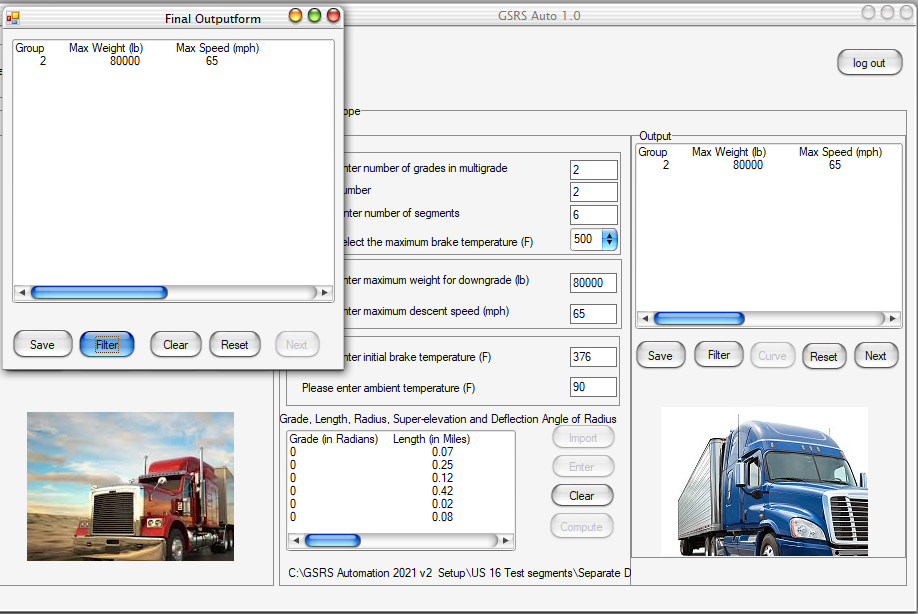 Final Outputform
Group Max Weight (lb) Max Speed (mph)
2 80000 65
Save Filter Clear Reset Next
GSRS Auto 1.0
log out
ope
nter number of grades in multigrade 2
umber 2
nter number of segments 6
elect the maximum brake temperature (F) 500
nter maximum weight for downgrade (lb) 80000
nter maximum descent speed (mph) 65
nter initial brake temperature (F) 376
Please enter ambient temperature (F) 90
Grade, Length, Radius, Super-elevation and Deflection Angle of Radius
Grade (in Radians) Length (in Miles)
0 0.07
0 0.25
0 0.12
0 0.42
0 0.02
0 0.08
Import
Enter
Clear
Compute
C:\GSRS Automation 2021 v2 Setup\US 16 Test segments\Separate D
Output
Group Max Weight (lb) Max Speed (mph)
2 80000 65
Save Filter Curve Reset Next